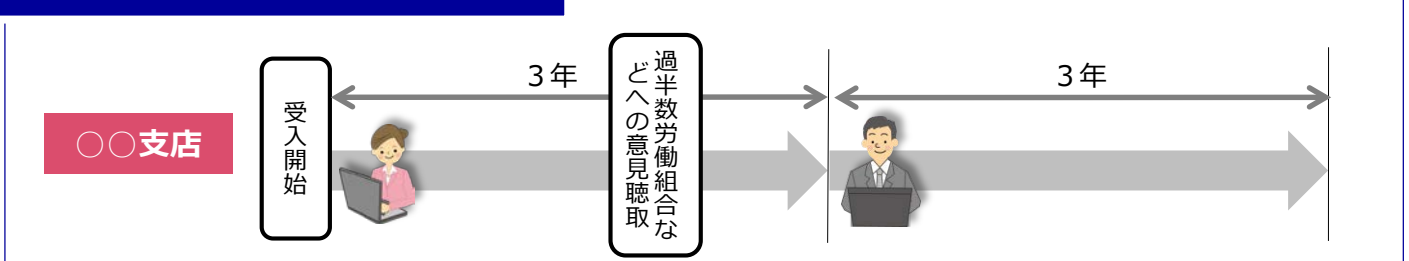 ○○支店
受入開始
３年
過半数労働組合な
どへの意見聴取
３年